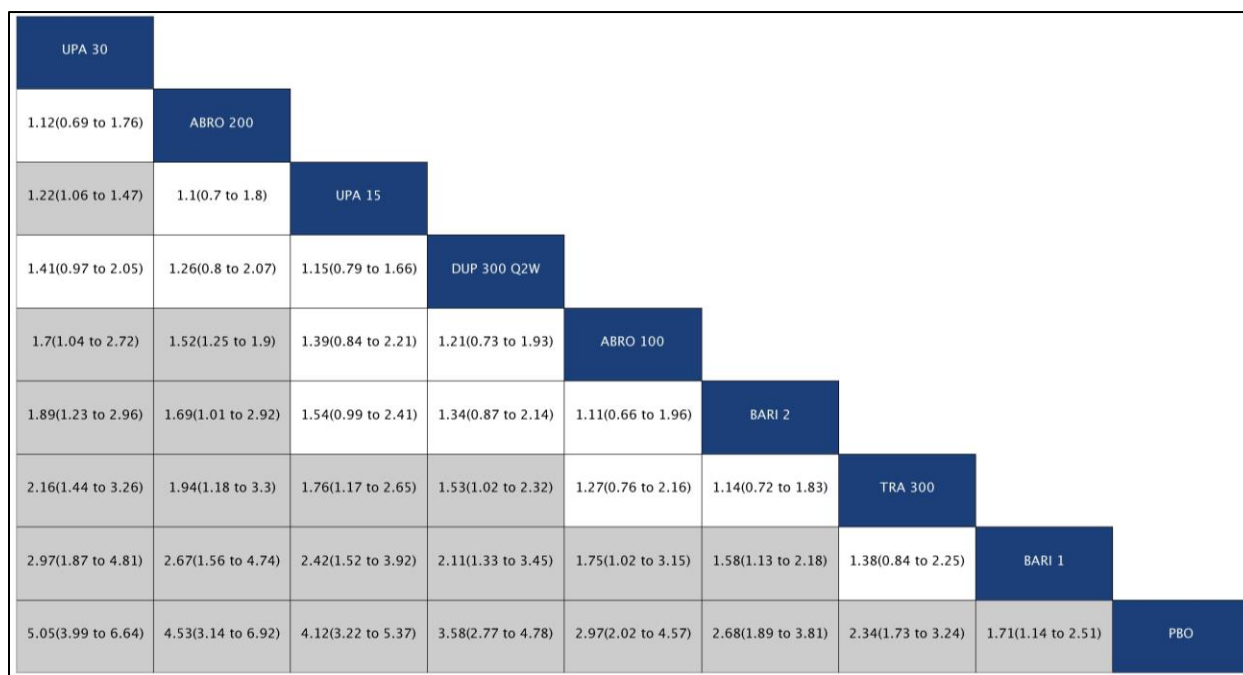 UPA 30
1.12(0.69 to 1.76) ABRO 200
1.22(1.06 to 1.47) 1.1(0.7 to 1.8) UPA 15
1.41(0.97 to 2.05) 1.26(0.8 to 2.07) 1.15(0.79 to 1.66) DUP 300 Q2W
1.7(1.04 to 2.72) 1.52(1.25 to 1.9) 1.39(0.84 to 2.21) 1.21(0.73 to 1.93) ABRO 100
1.89(1.23 to 2.96) 1.69(1.01 to 2.92) 1.54(0.99 to 2.41) 1.34(0.87 to 2.14) 1.11(0.66 to 1.96) BARI 2
2.16(1.44 to 3.26) 1.94(1.18 to 3.3) 1.76(1.17 to 2.65) 1.53(1.02 to 2.32) 1.27(0.76 to 2.16) 1.14(0.72 to 1.83) TRA 300
2.97(1.87 to 4.81) 2.67(1.56 to 4.74) 2.42(1.52 to 3.92) 2.11(1.33 to 3.45) 1.75(1.02 to 3.15) 1.58(1.13 to 2.18) 1.38(0.84 to 2.25) BARI 1
5.05(3.99 to 6.64) 4.53(3.14 to 6.92) 4.12(3.22 to 5.37) 3.58(2.77 to 4.78) 2.97(2.02 to 4.57) 2.68(1.89 to 3.81) 2.34(1.73 to 3.24) 1.71(1.14 to 2.51) PBO